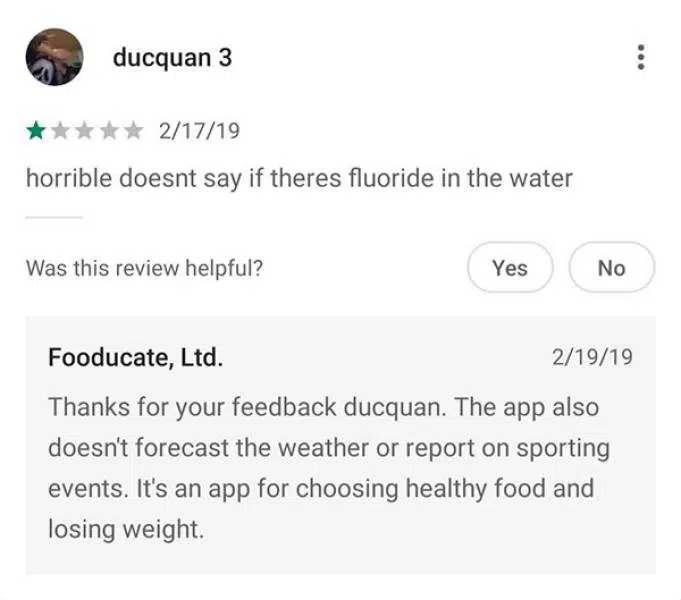 ducquan 3
2/17/19
horrible doesnt say if theres fluoride in the water
Was this review helpful? Yes No
Fooducate, Ltd. 2/19/19
Thanks for your feedback ducquan. The app also
doesn't forecast the weather or report on sporting
events. It's an app for choosing healthy food and
losing weight.